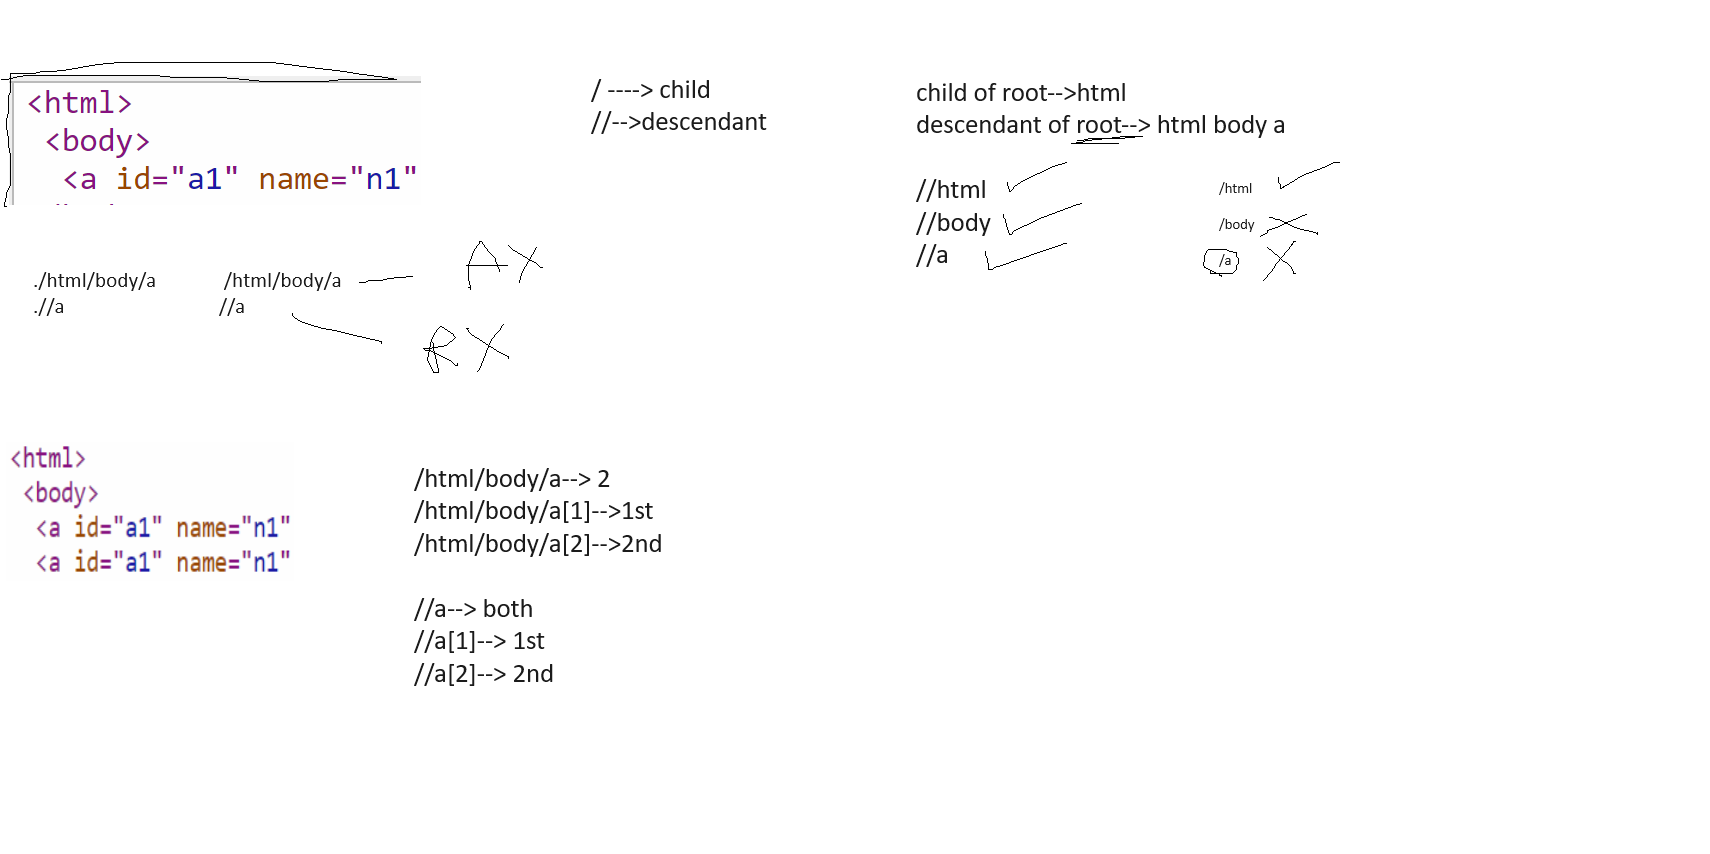 <html>
<body>
<a id="a1" name="n1"
/ ----> child
//-->descendant
child of root-->html
descendant of root--> html body a
//html
//body
//a
/html
/body
/a
./html/body/a
.//a
/html/body/a
//a
AX
RX
<html>
<body>
<a id="a1" name="n1"
<a id="a1" name="n1"
/html/body/a--> 2
/html/body/a[1]-->1st
/html/body/a[2]-->2nd
//a--> both
//a[1]--> 1st
//a[2]--> 2nd